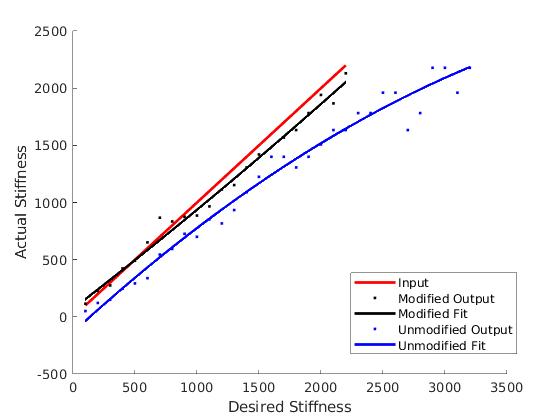 2500
2000
1500
1000
500
0
-500
Actual Stiffness
Input
Modified Output
Modified Fit
Unmodified Output
Unmodified Fit
0 500 1000 1500 2000 2500 3000 3500
Desired Stiffness